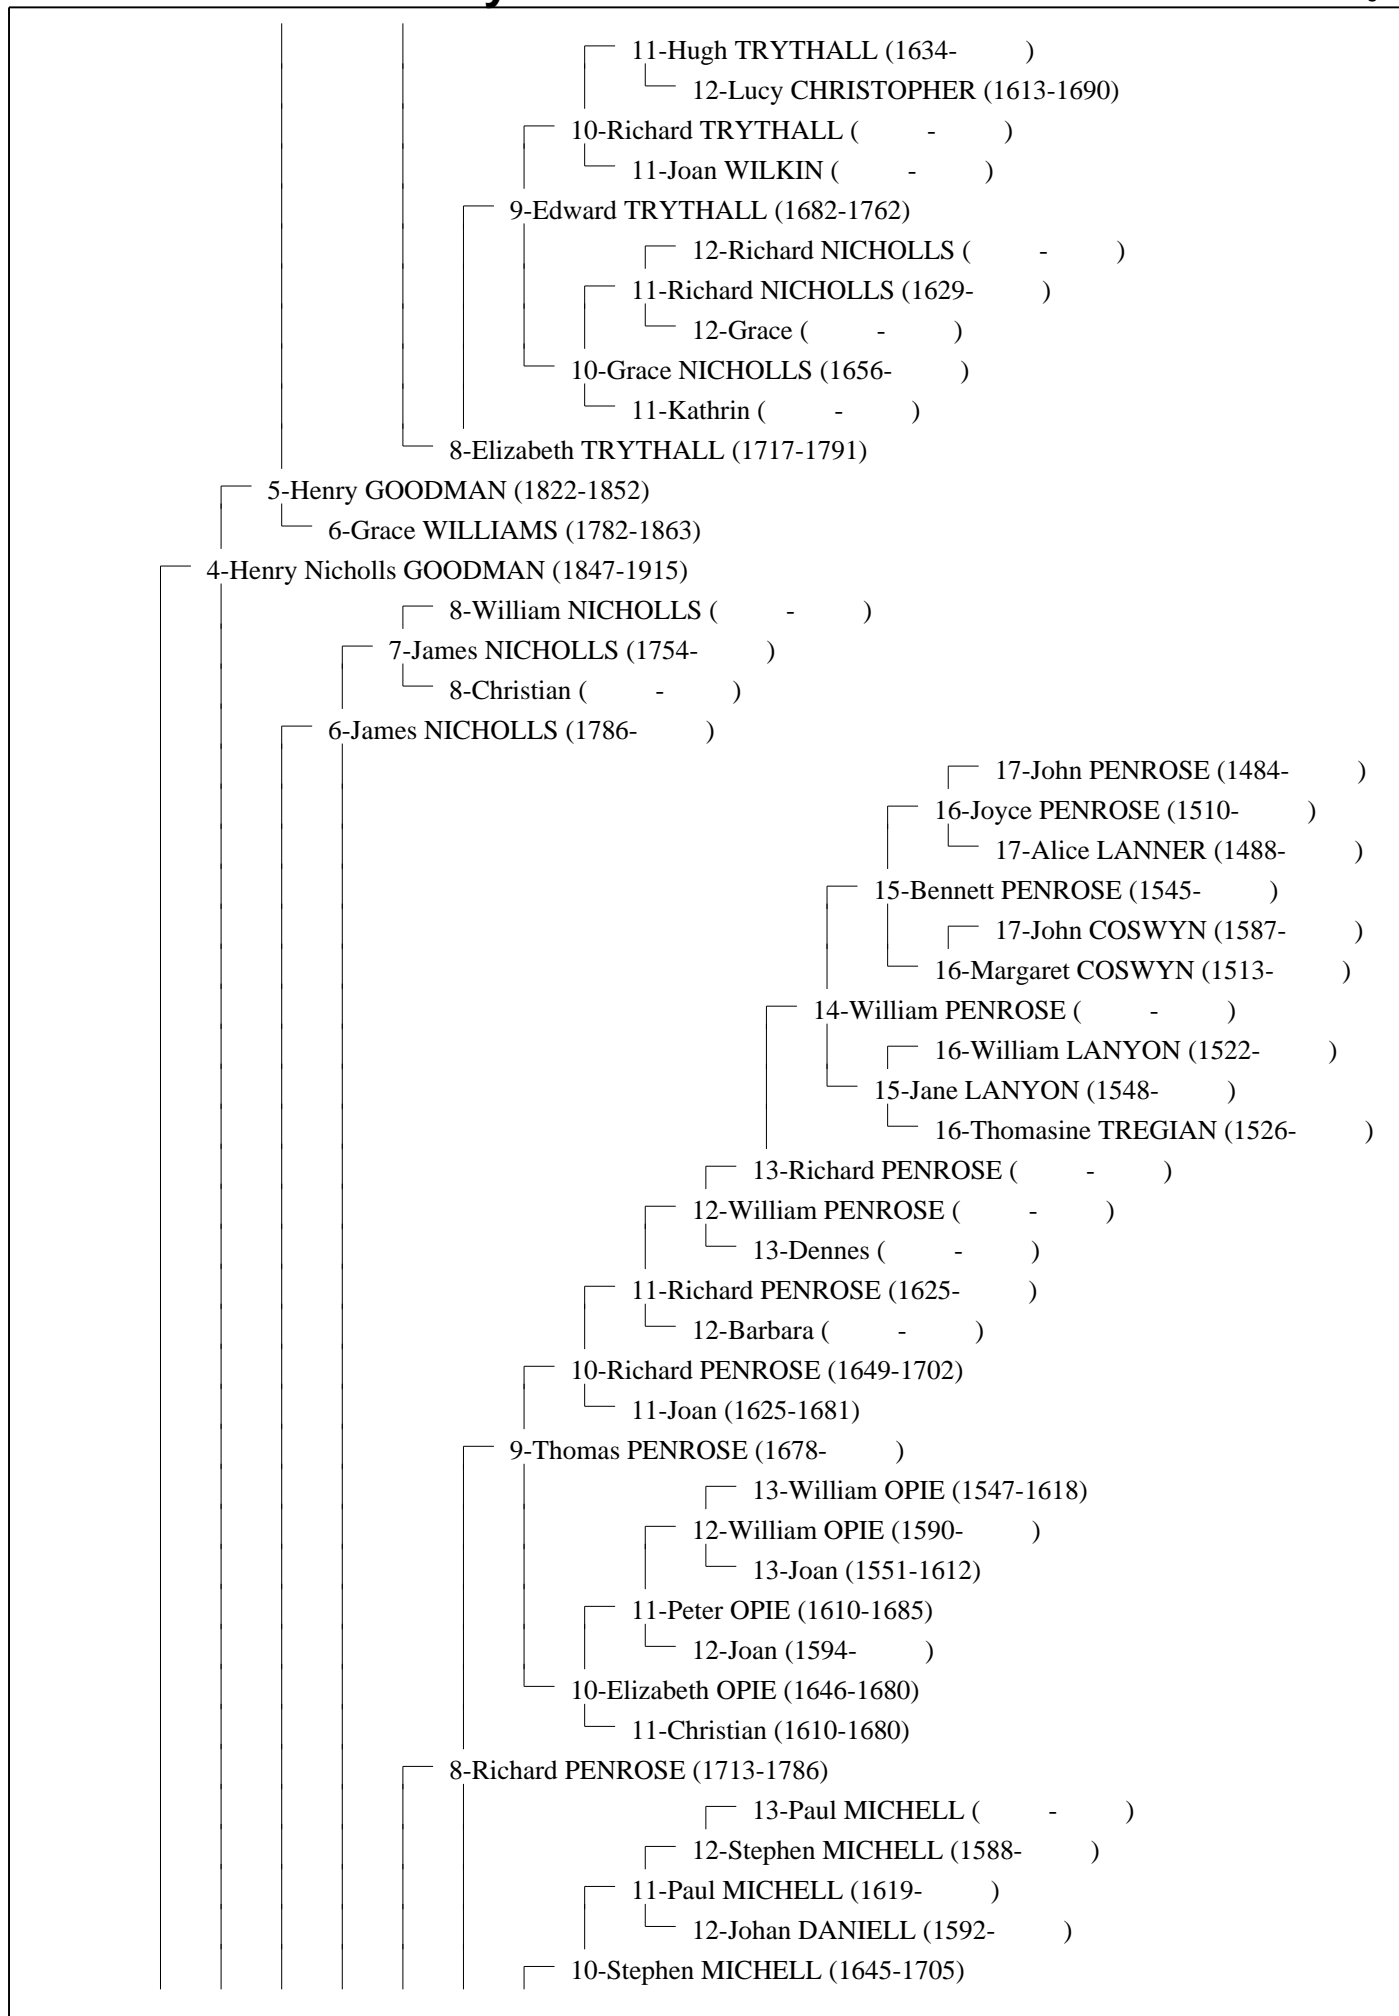 11-Hugh TRYTHALL (1634- )
12-Lucy CHRISTOPHER (1613-1690)
10-Richard TRYTHALL ( - )
11-Joan WILKIN ( - )
9-Edward TRYTHALL (1682-1762)
12-Richard NICHOLLS ( - )
11-Richard NICHOLLS (1629- )
12-Grace ( - )
10-Grace NICHOLLS (1656- )
11-Kathrin ( - )
8-Elizabeth TRYTHALL (1717-1791)
5-Henry GOODMAN (1822-1852)
6-Grace WILLIAMS (1782-1863)
4-Henry Nicholls GOODMAN (1847-1915)
8-William NICHOLLS ( - )
7-James NICHOLLS (1754- )
8-Christian ( - )
6-James NICHOLLS (1786- )
17-John PENROSE (1484- )
16-Joyce PENROSE (1510- )
17-Alice LANNER (1488- )
15-Bennett PENROSE (1545- )
17-John COSWYN (1587- )
16-Margaret COSWYN (1513- )
14-William PENROSE ( - )
16-William LANYON (1522- )
15-Jane LANYON (1548- )
16-Thomasine TREGIAN (1526- )
13-Richard PENROSE ( - )
12-William PENROSE ( - )
13-Dennes ( - )
11-Richard PENROSE (1625- )
12-Barbara ( - )
10-Richard PENROSE (1649-1702)
11-Joan (1625-1681)
9-Thomas PENROSE (1678- )
13-William OPIE (1547-1618)
12-William OPIE (1590- )
13-Joan (1551-1612)
11-Peter OPIE (1610-1685)
12-Joan (1594- )
10-Elizabeth OPIE (1646-1680)
11-Christian (1610-1680)
8-Richard PENROSE (1713-1786)
13-Paul MICHELL ( - )
12-Stephen MICHELL (1588- )
11-Paul MICHELL (1619- )
12-Johan DANIELL (1592- )
10-Stephen MICHELL (1645-1705)